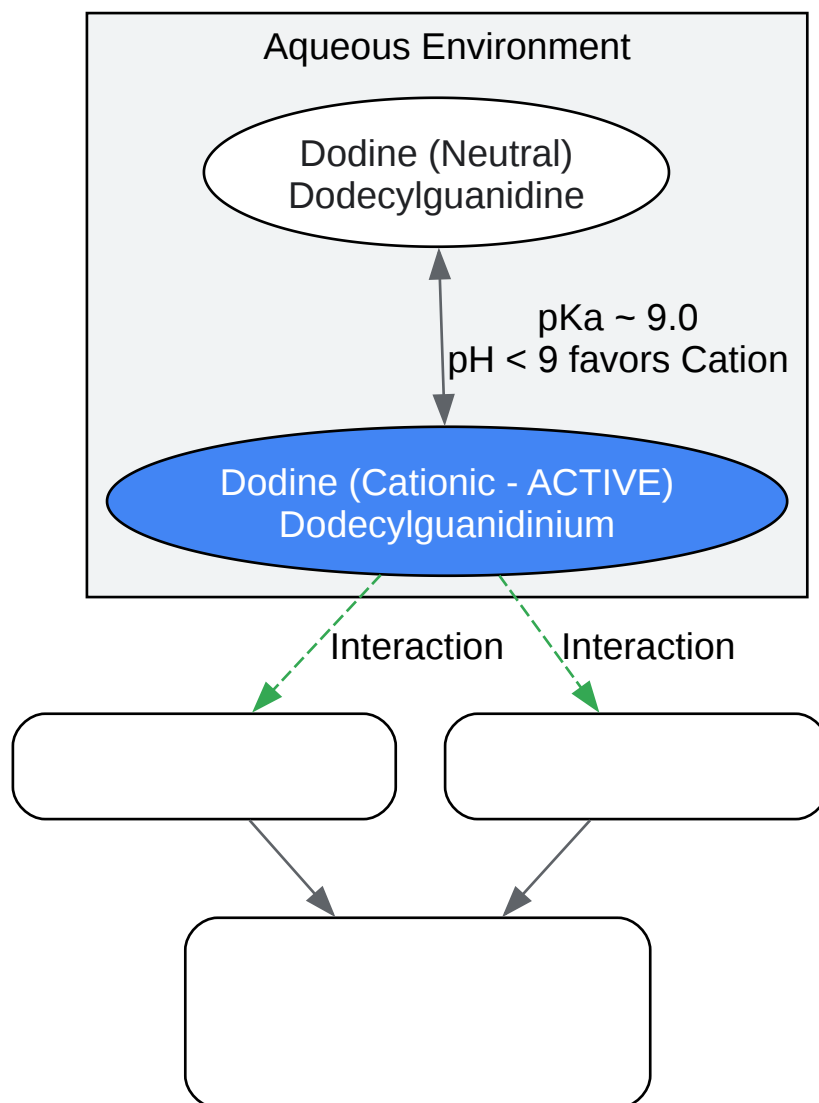 Aqueous Environment
Dodine (Neutral)
Dodecylguanidine
pKa ~ 9.0
pH < 9 favors Cation
Dodine (Cationic - ACTIVE)
Dodecylguanidinium
Interaction
Interaction